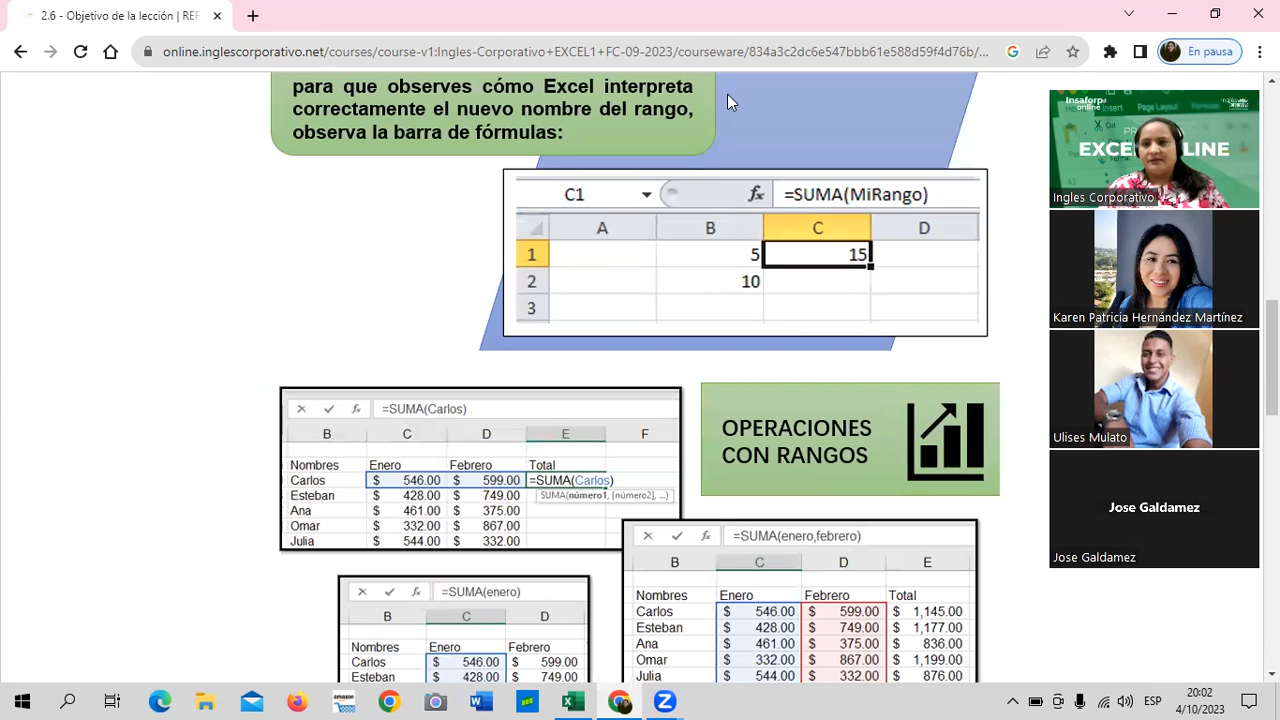 2.6 - Objetivo de la lección | REF
online.inglescorporativo.net/courses/course-v1:Ingles-Corporativo+EXCEL1+FC-09-2023/courseware/834a3c2dc6e547bbb61e588d59f4d76b/...
En pausa
para que observes cómo Excel interpreta
correctamente el nuevo nombre del rango,
observa la barra de fórmulas:
C1 fx =SUMA(MiRango)
A B C D
1 5 15
2 10
3
=SUMA(Carlos)
B C D E F
Nombres Enero Febrero Total
Carlos $ 546.00 $ 599.00 =SUMA(Carlos)
Esteban $ 428.00 $ 749.00 SUMA(número1, [número2], ...)
Ana $ 461.00 $ 375.00
Omar $ 332.00 $ 867.00
Julia $ 544.00 $ 332.00
OPERACIONES
CON RANGOS
fx =SUMA(enero)
B C D
Nombres Enero Febrero
Carlos $ 546.00 $ 599.00
Esteban $ 428.00 $ 749.00
fx =SUMA(enero,febrero)
B C D E
Nombres Enero Febrero Total
Carlos $ 546.00 $ 599.00 $ 1,145.00
Esteban $ 428.00 $ 749.00 $ 1,177.00
Ana $ 461.00 $ 375.00 $ 836.00
Omar $ 332.00 $ 867.00 $ 1,199.00
Julia $ 544.00 $ 332.00 $ 876.00
Insaforp
online
Page Layout
EXCE LINE
Ingles Corporativo
Karen Patricia Hernández Martínez
Ulises Mulato
Jose Galdamez
Jose Galdamez
amazon
ESP
20:02
4/10/2023